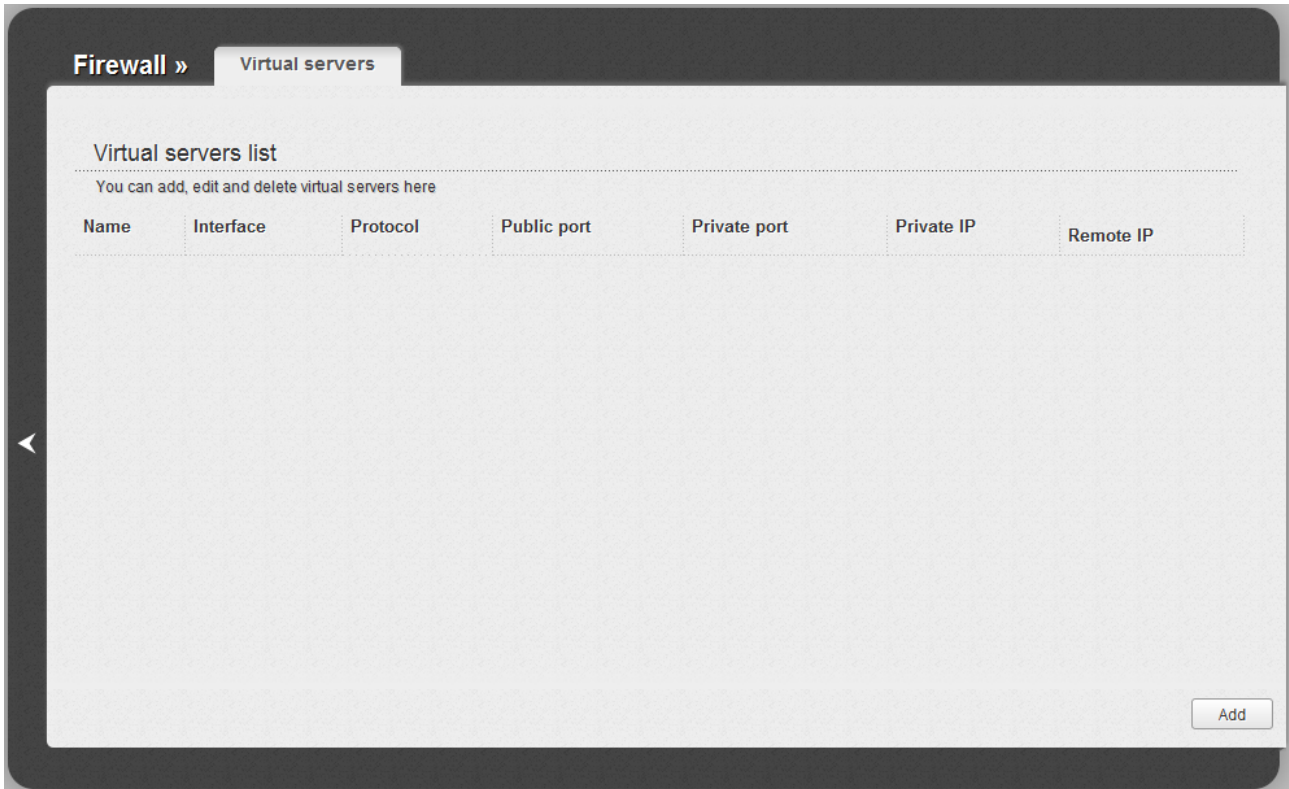 Firewall » Virtual servers
Virtual servers list
You can add, edit and delete virtual servers here
Name Interface Protocol Public port Private port Private IP Remote IP
Add